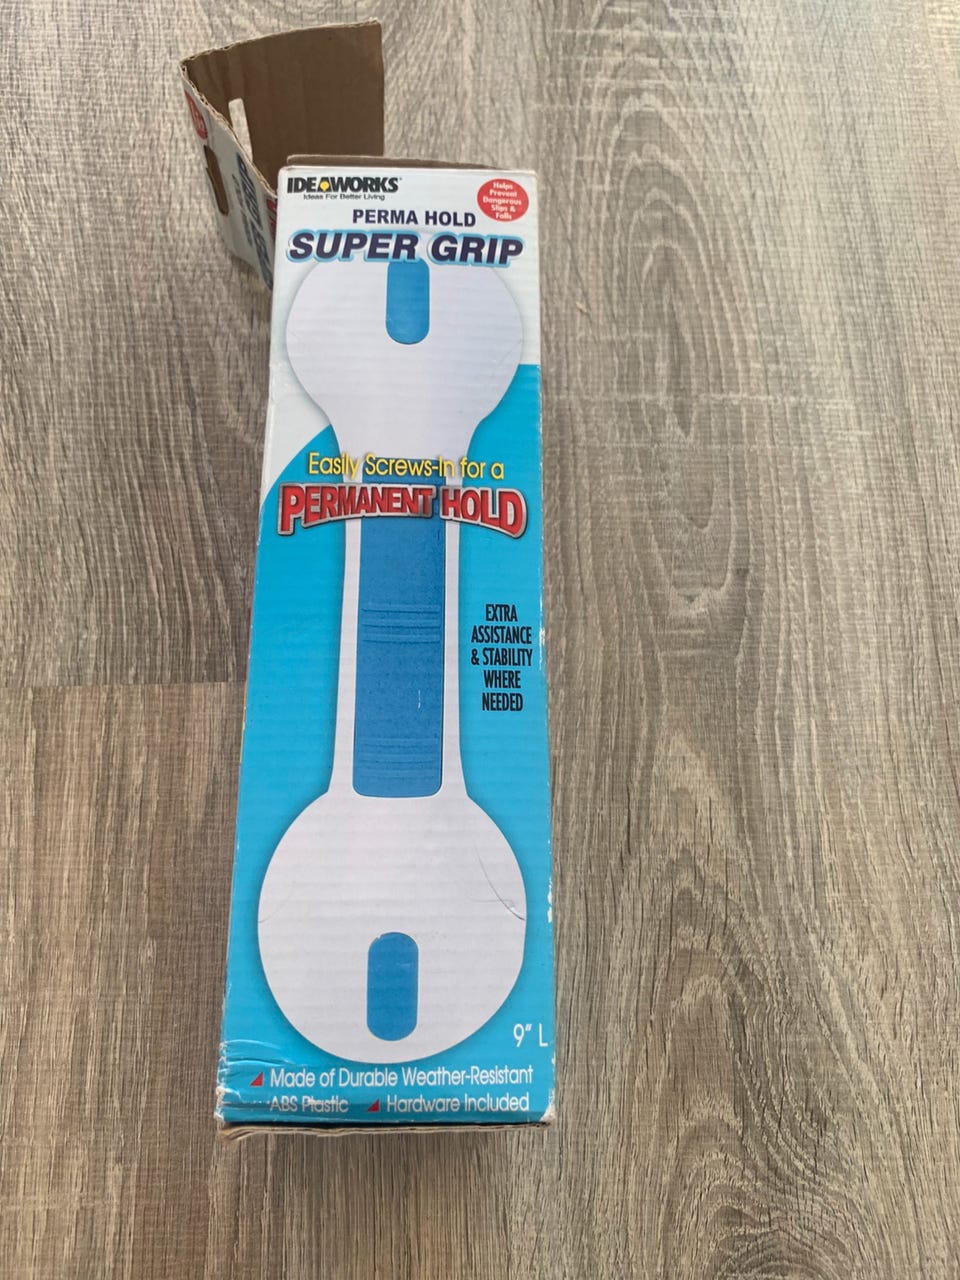 IDEAWORKS
Ideas For Better Living
Helps
Prevent
Dangerous
Slips &
Falls
PERMA HOLD
SUPER GRIP
Easily Screws-In for a
PERMANENT HOLD
EXTRA
ASSISTANCE
& STABILITY
WHERE
NEEDED
9" L
Made of Durable Weather-Resistant
ABS Plastic Hardware Included